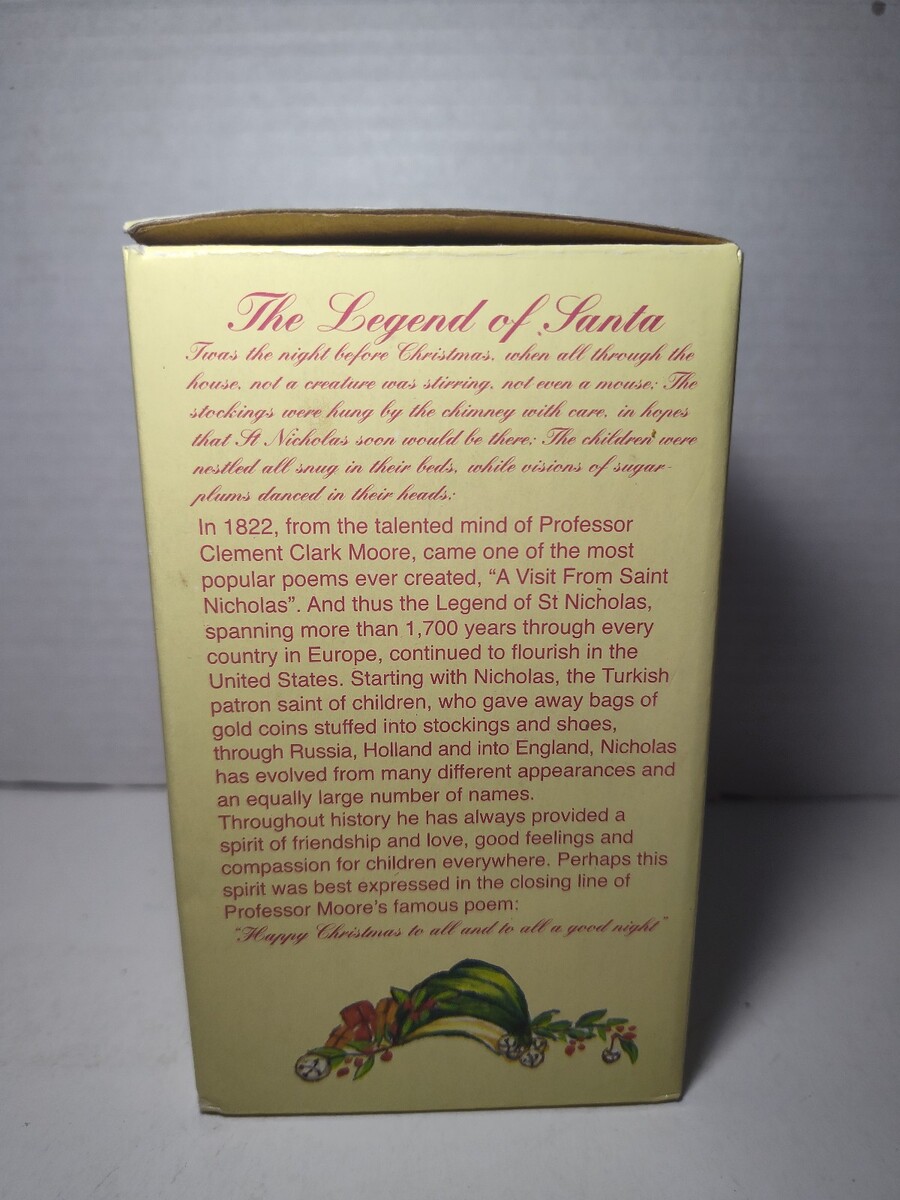 The Legend of Santa
Twas the night before Christmas, when all through the
house, not a creature was stirring, not even a mouse; The
stockings were hung by the chimney with care, in hopes
that St Nicholas soon would be there; The children were
nestled all snug in their beds, while visions of sugar-
plums danced in their heads;
In 1822, from the talented mind of Professor
Clement Clark Moore, came one of the most
popular poems ever created, “A Visit From Saint
Nicholas”. And thus the Legend of St Nicholas,
spanning more than 1,700 years through every
country in Europe, continued to flourish in the
United States. Starting with Nicholas, the Turkish
patron saint of children, who gave away bags of
gold coins stuffed into stockings and shoes,
through Russia, Holland and into England, Nicholas
has evolved from many different appearances and
an equally large number of names.
Throughout history he has always provided a
spirit of friendship and love, good feelings and
compassion for children everywhere. Perhaps this
spirit was best expressed in the closing line of
Professor Moore's famous poem:
"Happy Christmas to all and to all a good night"